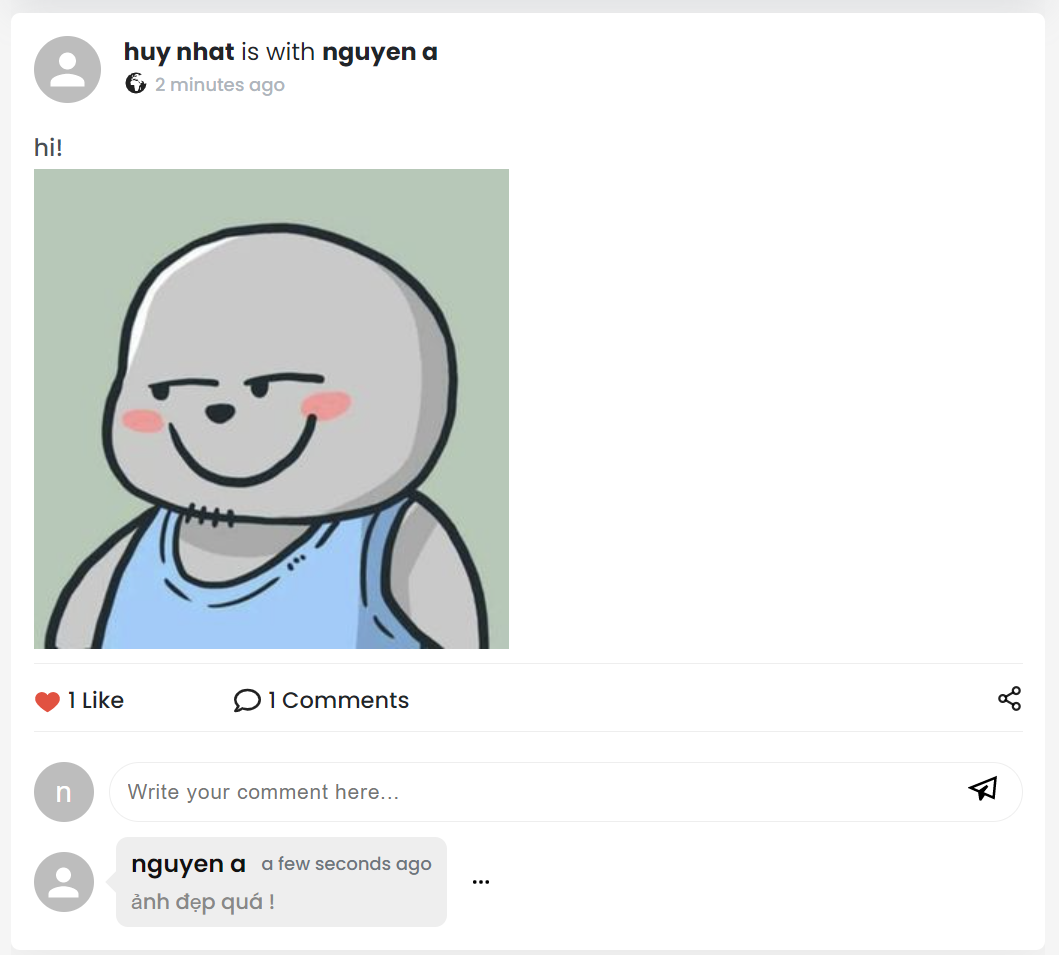 huy nhat is with nguyen a
2 minutes ago
hi!
1 Like
1 Comments
n
Write your comment here...
nguyen a a few seconds ago
ảnh đẹp quá !